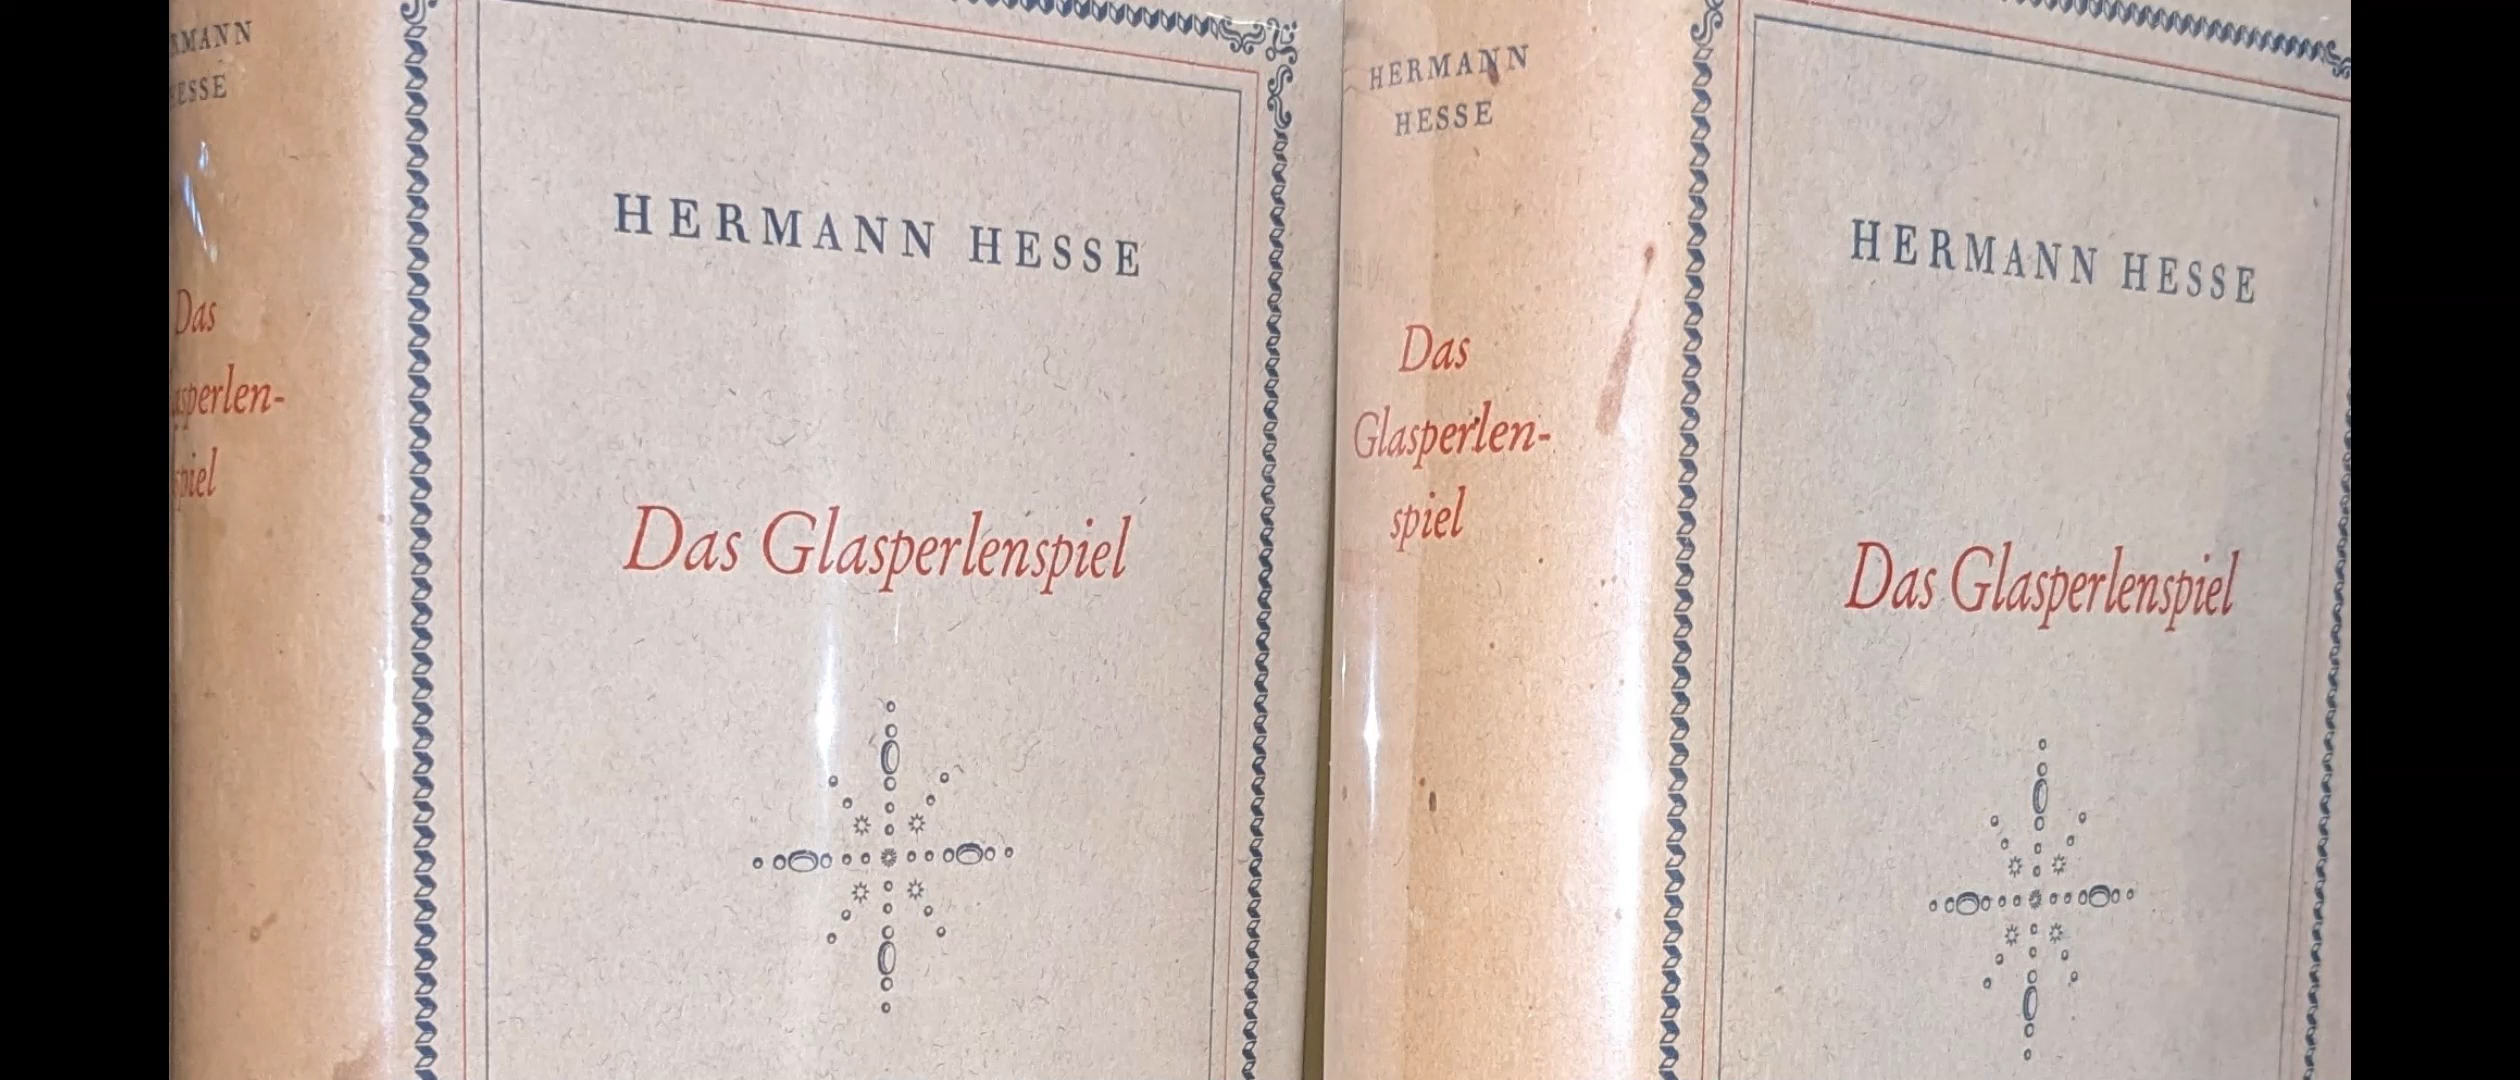 HERMANN HESSE
Das Glasperlenspiel
HERMANN
HESSE
Das
Glasperlen-
spiel
HERMANN HESSE
Das Glasperlenspiel